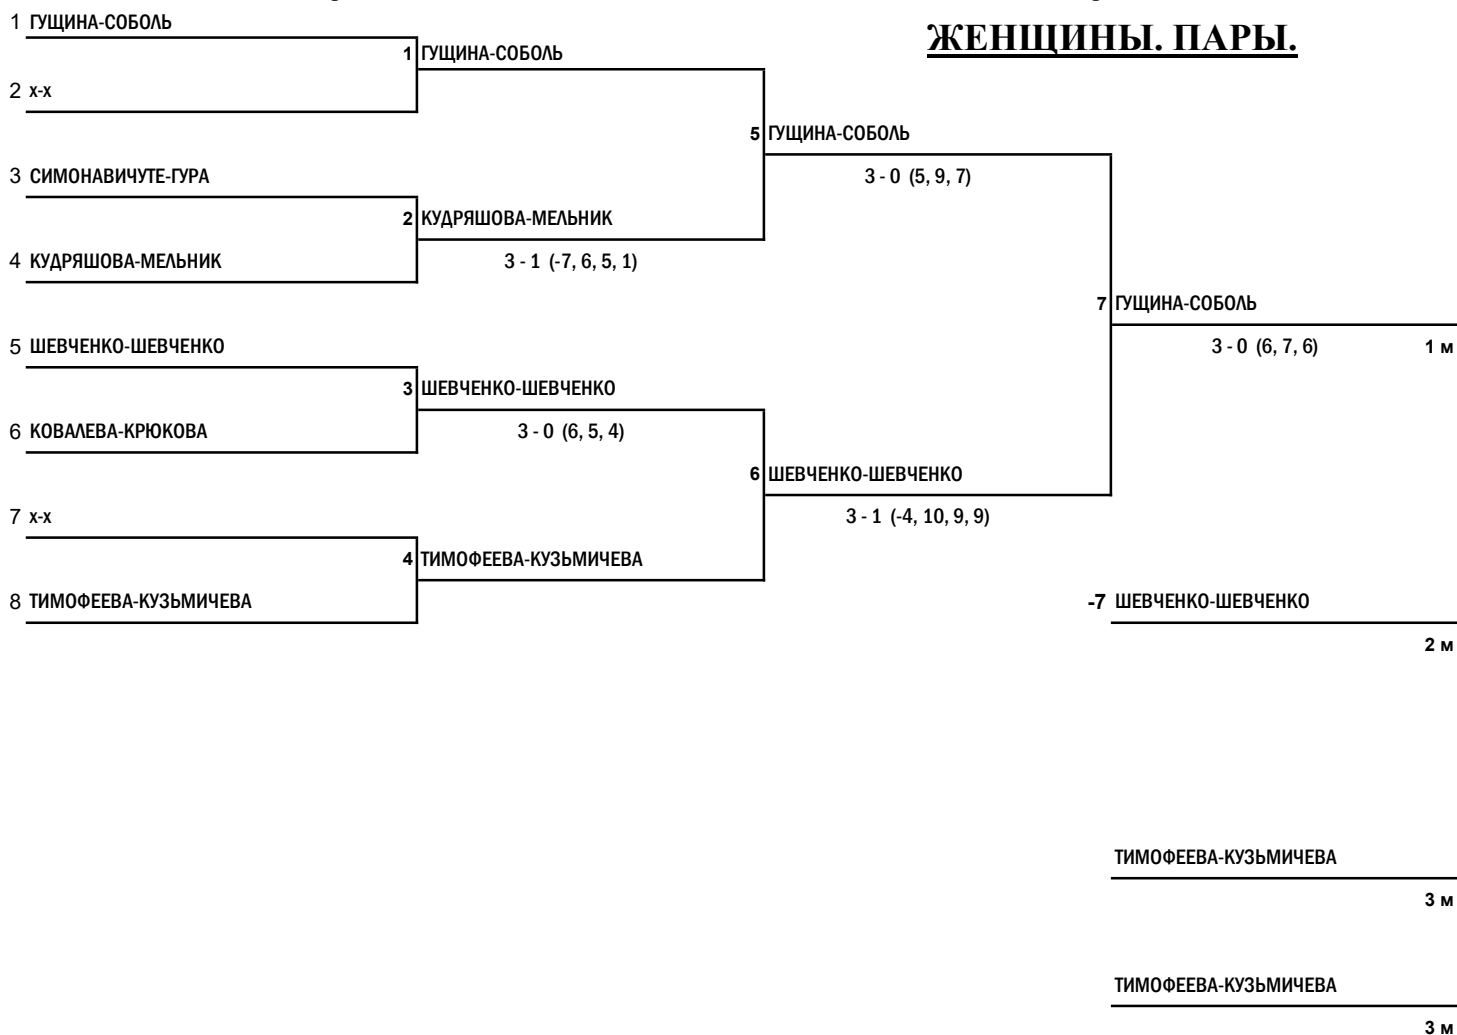 1 ГУЩИНА-СОБОЛЬ
ЖЕНЩИНЫ. ПАРЫ.
1 ГУЩИНА-СОБОЛЬ
2 х-х
5 ГУЩИНА-СОБОЛЬ
3 СИМОНАВИЧУТЕ-ГУРА
3 - 0 (5, 9, 7)
2 КУДРЯШОВА-МЕЛЬНИК
4 КУДРЯШОВА-МЕЛЬНИК
3 - 1 (-7, 6, 5, 1)
7 ГУЩИНА-СОБОЛЬ
5 ШЕВЧЕНКО-ШЕВЧЕНКО
3 - 0 (6, 7, 6) 1 м
3 ШЕВЧЕНКО-ШЕВЧЕНКО
6 КОВАЛЕВА-КРЮКОВА
3 - 0 (6, 5, 4)
6 ШЕВЧЕНКО-ШЕВЧЕНКО
7 х-х
3 - 1 (-4, 10, 9, 9)
4 ТИМОФЕЕВА-КУЗЬМИЧЕВА
8 ТИМОФЕЕВА-КУЗЬМИЧЕВА
-7 ШЕВЧЕНКО-ШЕВЧЕНКО
2 м
ТИМОФЕЕВА-КУЗЬМИЧЕВА
3 м
ТИМОФЕЕВА-КУЗЬМИЧЕВА
3 м